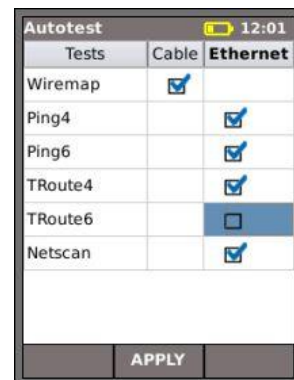 Autotest 12:01
Tests Cable Ethernet
Wiremap
Ping4
Ping6
TRoute4
TRoute6
Netscan
APPLY